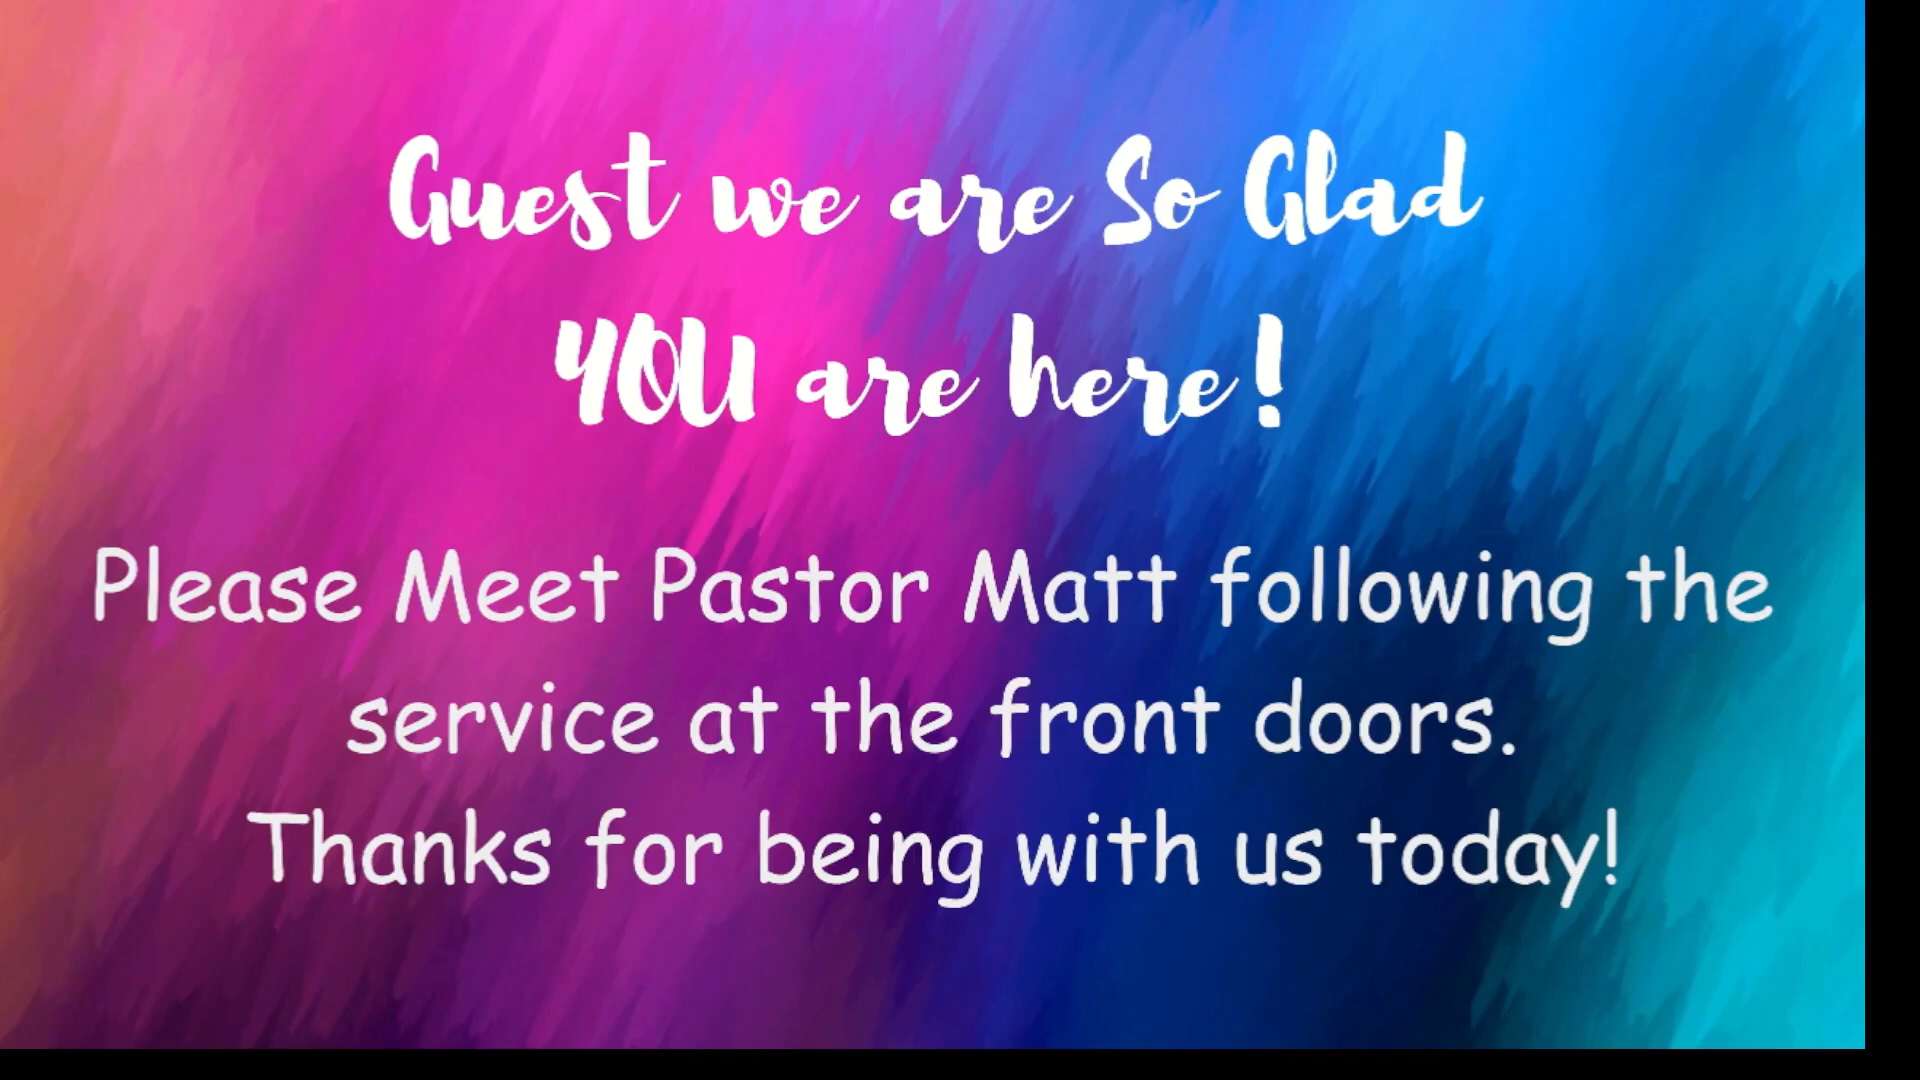 Guest we are So Glad
YOU are here!
Please Meet Pastor Matt following the
service at the front doors.
Thanks for being with us today!